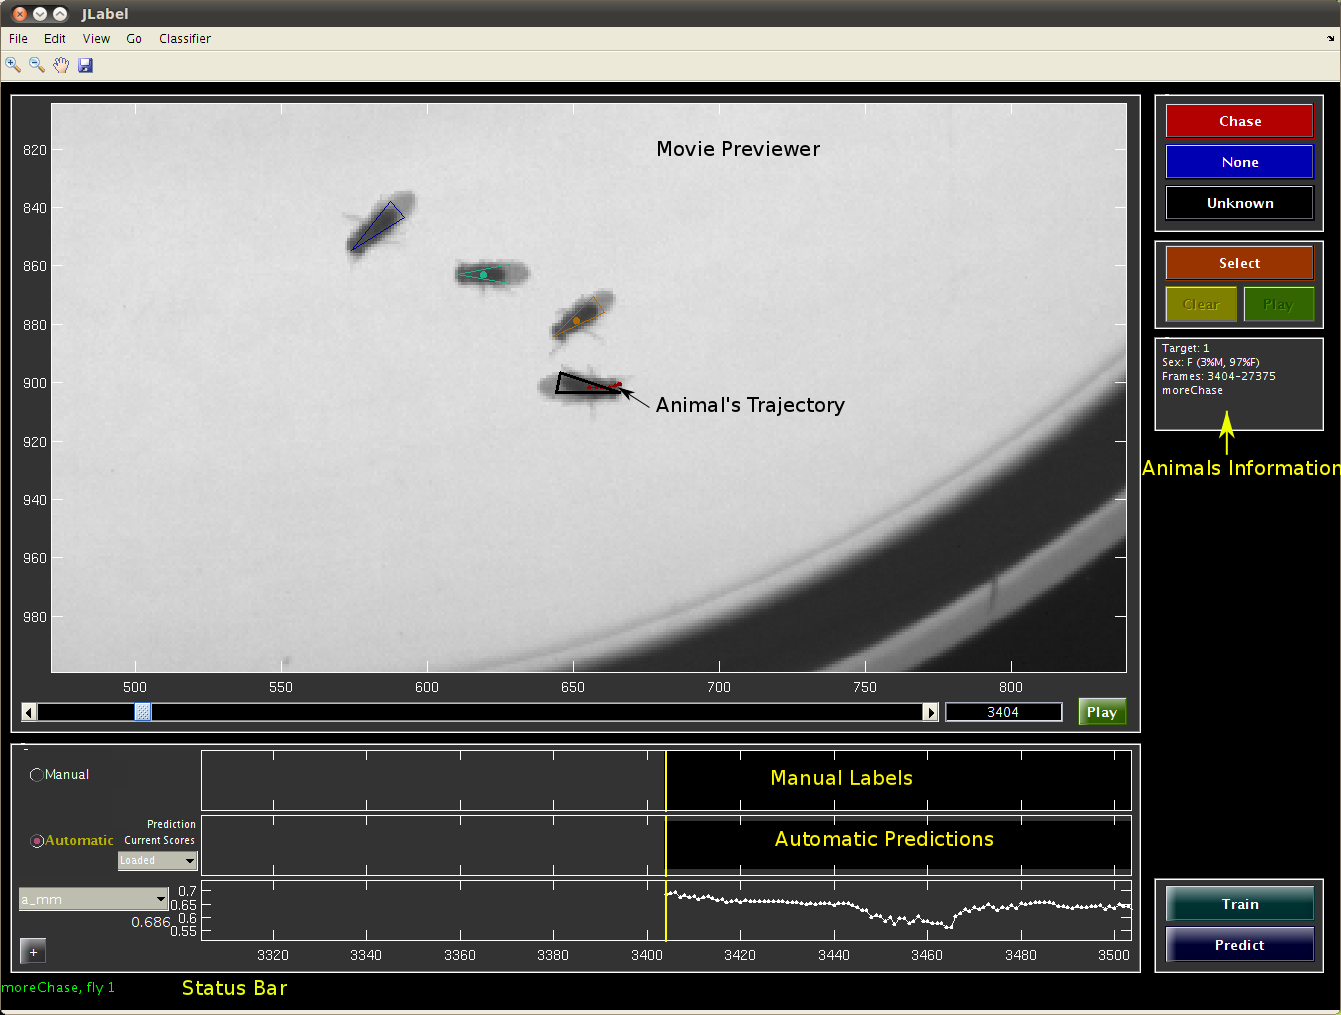 JLabel
File Edit View Go Classifier
Movie Previewer
820
840
860
880
900
920
940
960
980
Animal's Trajectory
500 550 600 650 700 750 800
3404 Play
Chase
None
Unknown
Select
Clear Play
Target: 1
Sex: F (3%M, 97%F)
Frames: 3404-27375
moreChase
Animals Information
Manual
Manual Labels
Prediction
Automatic Current Scores
Loaded
Automatic Predictions
a_mm
0.686
0.7
0.65
0.6
0.55
+
3320 3340 3360 3380 3400 3420 3440 3460 3480 3500
Train
Predict
moreChase, fly 1
Status Bar